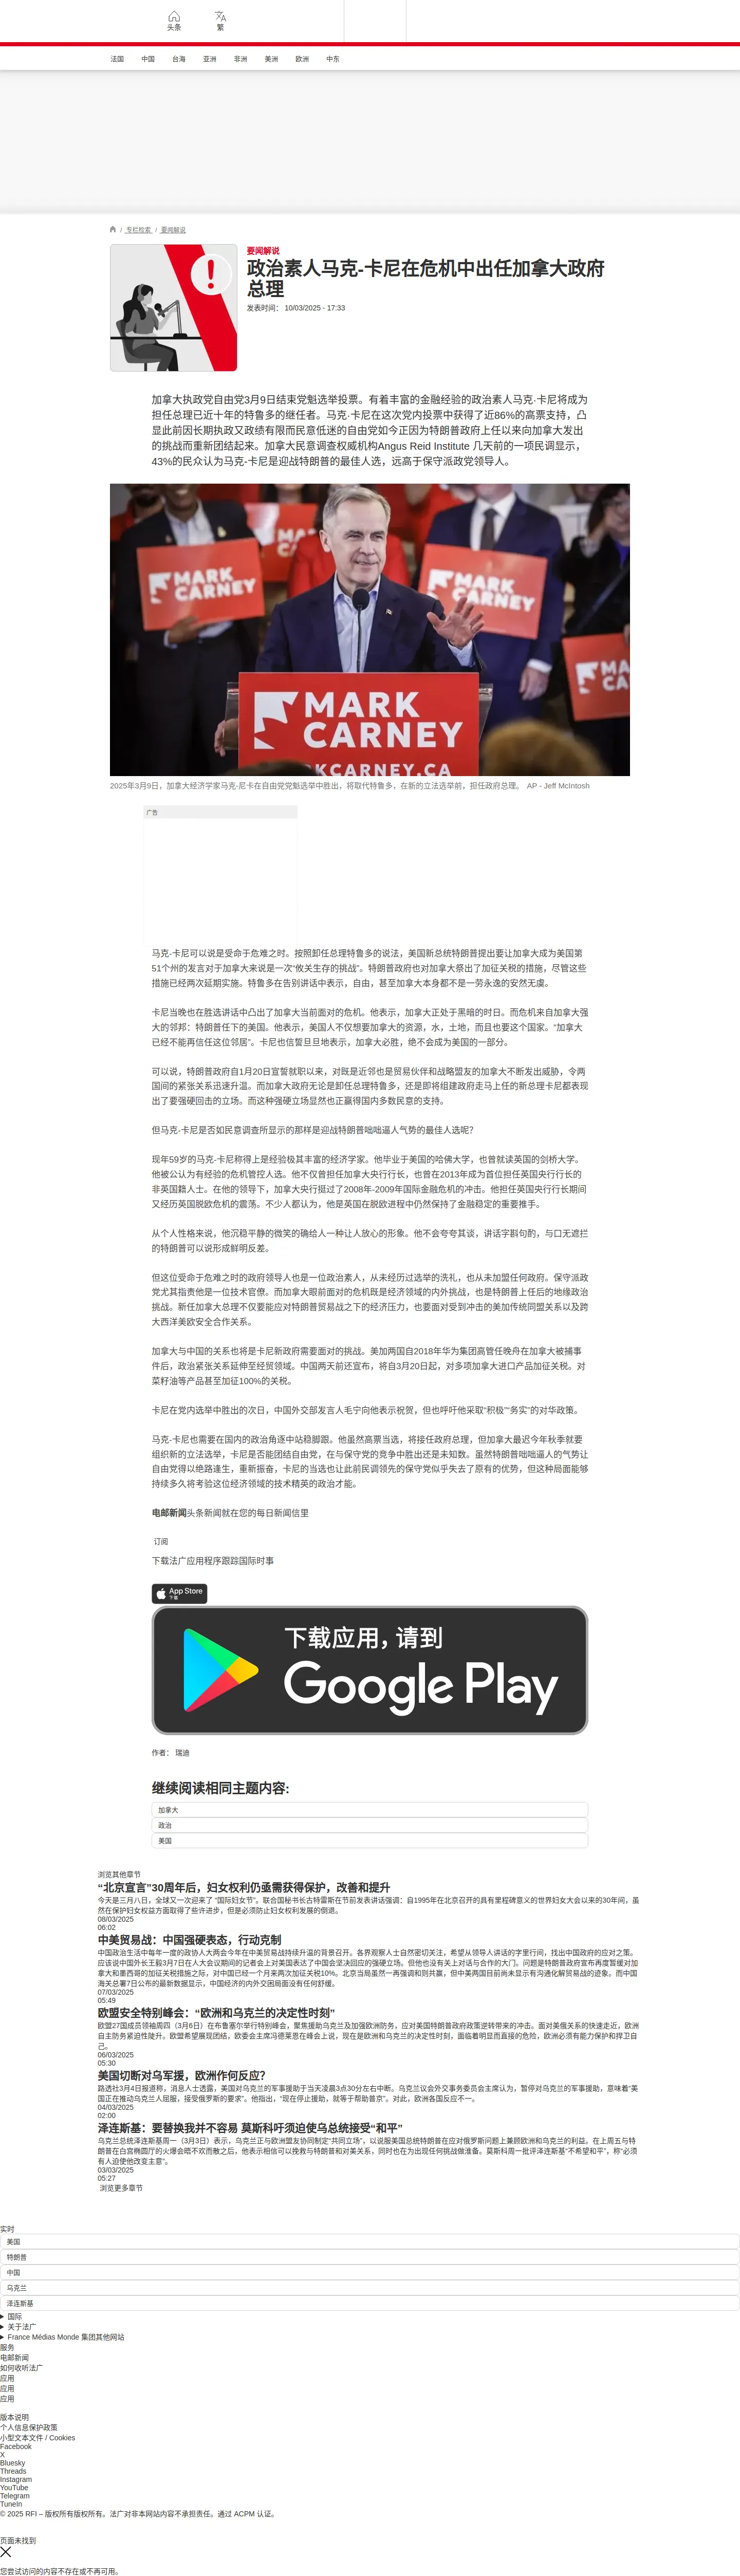 头条
繁
法国 中国 台海 亚洲 非洲 美洲 欧洲 中东
/ 专栏检索 / 要闻解说
要闻解说
政治素人马克-卡尼在危机中出任加拿大政府
总理
发表时间： 10/03/2025 - 17:33
加拿大执政党自由党3月9日结束党魁选举投票。有着丰富的金融经验的政治素人马克·卡尼将成为
担任总理已近十年的特鲁多的继任者。马克·卡尼在这次党内投票中获得了近86%的高票支持，凸
显此前因长期执政又政绩有限而民意低迷的自由党如今正因为特朗普政府上任以来向加拿大发出
的挑战而重新团结起来。加拿大民意调查权威机构Angus Reid Institute 几天前的一项民调显示，
43%的民众认为马克-卡尼是迎战特朗普的最佳人选，远高于保守派政党领导人。
MARK
CARNEY
MARK
CARNEY
MARK
CARNEY
MARK
CARNEY
MARK
CARNEY
RKCARNEY.CA
2025年3月9日，加拿大经济学家马克·尼卡在自由党党魁选举中胜出，将取代特鲁多，在新的立法选举前，担任政府总理。 AP - Jeff McIntosh
广告
马克-卡尼可以说是受命于危难之时。按照卸任总理特鲁多的说法，美国新总统特朗普提出要让加拿大成为美国第
51个州的发言对于加拿大来说是一次“攸关生存的挑战”。特朗普政府也对加拿大祭出了加征关税的措施，尽管这些
措施已经两次延期实施。特鲁多在告别讲话中表示，自由，甚至加拿大本身都不是一劳永逸的安然无虞。
卡尼当晚也在胜选讲话中凸出了加拿大当前面对的危机。他表示，加拿大正处于黑暗的时日。而危机来自加拿大强
大的邻邦：特朗普任下的美国。他表示，美国人不仅想要加拿大的资源，水，土地，而且也要这个国家。“加拿大
已经不能再信任这位邻居”。卡尼也信誓旦旦地表示，加拿大必胜，绝不会成为美国的一部分。
可以说，特朗普政府自1月20日宣誓就职以来，对既是近邻也是贸易伙伴和战略盟友的加拿大不断发出威胁，令两
国间的紧张关系迅速升温。而加拿大政府无论是卸任总理特鲁多，还是即将组建政府走马上任的新总理卡尼都表现
出了要强硬回击的立场。而这种强硬立场显然也正赢得国内多数民意的支持。
但马克-卡尼是否如民意调查所显示的那样是迎战特朗普咄咄逼人气势的最佳人选呢？
现年59岁的马克-卡尼称得上是经验极其丰富的经济学家。他毕业于美国的哈佛大学，也曾就读英国的剑桥大学。
他被公认为有经验的危机管控人选。他不仅曾担任加拿大央行行长，也曾在2013年成为首位担任英国央行行长的
非英国籍人士。在他的领导下，加拿大央行挺过了2008年-2009年国际金融危机的冲击。他担任英国央行行长期间
又经历英国脱欧危机的震荡。不少人都认为，他是英国在脱欧进程中仍然保持了金融稳定的重要推手。
从个人性格来说，他沉稳平静的微笑的确给人一种让人放心的形象。他不会夸夸其谈，讲话字斟句酌，与口无遮拦
的特朗普可以说形成鲜明反差。
但这位受命于危难之时的政府领导人也是一位政治素人，从未经历过选举的洗礼，也从未加盟任何政府。保守派政
党尤其指责他是一位技术官僚。而加拿大眼前面对的危机既是经济领域的内外挑战，也是特朗普上任后的地缘政治
挑战。新任加拿大总理不仅要能应对特朗普贸易战之下的经济压力，也要面对受到冲击的美加传统同盟关系以及跨
大西洋美欧安全合作关系。
加拿大与中国的关系也将是卡尼新政府需要面对的挑战。美加两国自2018年华为集团高管任晚舟在加拿大被捕事
件后，政治紧张关系延伸至经贸领域。中国两天前还宣布，将自3月20日起，对多项加拿大进口产品加征关税。对
菜籽油等产品甚至加征100%的关税。
卡尼在党内选举中胜出的次日，中国外交部发言人毛宁向他表示祝贺，但也呼吁他采取“积极”“务实”的对华政策。
马克-卡尼也需要在国内的政治角逐中站稳脚跟。他虽然高票当选，将接任政府总理，但加拿大最迟今年秋季就要
组织新的立法选举，卡尼是否能团结自由党，在与保守党的竞争中胜出还是未知数。虽然特朗普咄咄逼人的气势让
自由党得以绝路逢生，重新振奋，卡尼的当选也让此前民调领先的保守党似乎失去了原有的优势，但这种局面能够
持续多久将考验这位经济领域的技术精英的政治才能。
电邮新闻头条新闻就在您的每日新闻信里
订阅
下载法广应用程序跟踪国际时事
App Store
下载
下载应用，请到
Google Play
作者： 瑞迪
继续阅读相同主题内容:
加拿大
政治
美国
浏览其他章节
“北京宣言”30周年后，妇女权利仍亟需获得保护，改善和提升
今天是三月八日，全球又一次迎来了 “国际妇女节”。联合国秘书长古特雷斯在节前发表讲话强调：自1995年在北京召开的具有里程碑意义的世界妇女大会以来的30年间，虽
然在保护妇女权益方面取得了些许进步，但是必须防止妇女权利发展的倒退。
08/03/2025
06:02
中美贸易战：中国强硬表态，行动克制
中国政治生活中每年一度的政协人大两会今年在中美贸易战持续升温的背景召开。各界观察人士自然密切关注，希望从领导人讲话的字里行间，找出中国政府的应对之策。
应该说中国外长王毅3月7日在人大会议期间的记者会上对美国表达了中国会坚决回应的强硬立场。但他也没有关上对话与合作的大门。问题是特朗普政府宣布再度暂缓对加
拿大和墨西哥的加征关税措施之际，对中国已经一个月来两次加征关税10%。北京当局虽然一再强调和则共赢，但中美两国目前尚未显示有沟通化解贸易战的迹象。而中国
海关总署7日公布的最新数据显示，中国经济的内外交困局面没有任何舒缓。
07/03/2025
05:49
欧盟安全特别峰会：“欧洲和乌克兰的决定性时刻”
欧盟27国成员领袖周四（3月6日）在布鲁塞尔举行特别峰会，聚焦援助乌克兰及加强欧洲防务，应对美国特朗普政府政策逆转带来的冲击。面对美俄关系的快速走近，欧洲
自主防务紧迫性陡升。欧盟希望展现团结，欧委会主席冯德莱恩在峰会上说，现在是欧洲和乌克兰的决定性时刻，面临着明显而直接的危险，欧洲必须有能力保护和捍卫自
己。
06/03/2025
05:30
美国切断对乌军援，欧洲作何反应？
路透社3月4日报道称，消息人士透露，美国对乌克兰的军事援助于当天凌晨3点30分左右中断。乌克兰议会外交事务委员会主席认为，暂停对乌克兰的军事援助，意味着“美
国正在推动乌克兰人屈服，接受俄罗斯的要求”。他指出，“现在停止援助，就等于帮助普京”。对此，欧洲各国反应不一。
04/03/2025
02:00
泽连斯基：要替换我并不容易 莫斯科吁须迫使乌总统接受“和平”
乌克兰总统泽连斯基周一（3月3日）表示，乌克兰正与欧洲盟友协同制定“共同立场”，以说服美国总统特朗普在应对俄罗斯问题上兼顾欧洲和乌克兰的利益。在上周五与特
朗普在白宫椭圆厅的火爆会晤不欢而散之后，他表示相信可以挽救与特朗普和对美关系，同时也在为出现任何挑战做准备。莫斯科周一批评泽连斯基“不希望和平”，称“必须
有人迫使他改变主意”。
03/03/2025
05:27
浏览更多章节
实时
美国
特朗普
中国
乌克兰
泽连斯基
国际
关于法广
France Médias Monde 集团其他网站
服务
电邮新闻
如何收听法广
应用
应用
应用
版本说明
个人信息保护政策
小型文本文件 / Cookies
Facebook
X
Bluesky
Threads
Instagram
YouTube
Telegram
TuneIn
© 2025 RFI – 版权所有版权所有。法广对非本网站内容不承担责任。通过 ACPM 认证。
页面未找到
您尝试访问的内容不存在或不再可用。